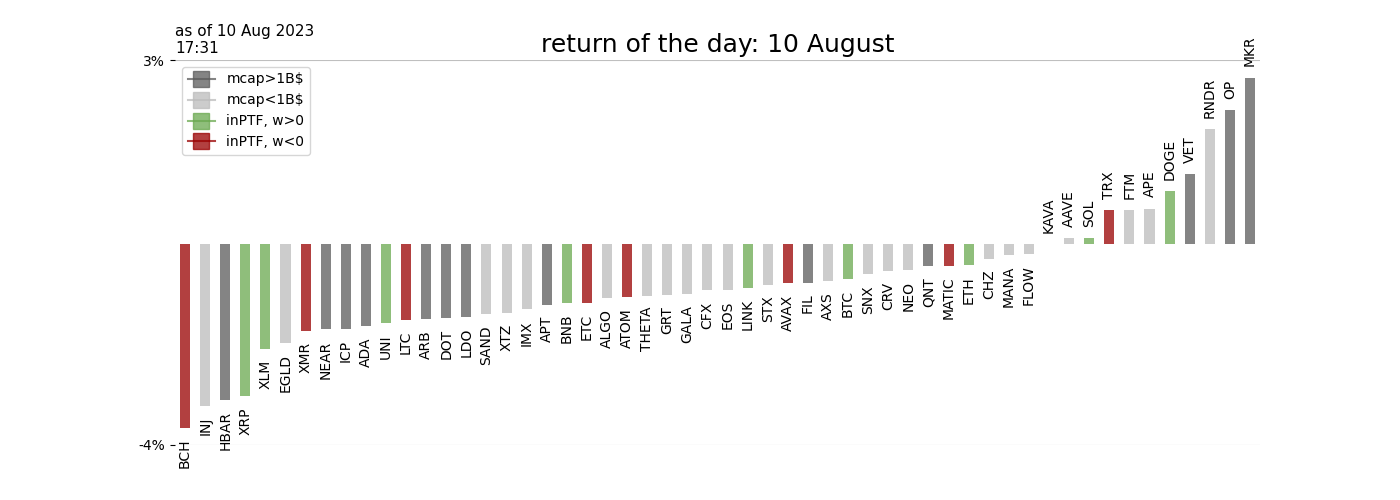 as of 10 Aug 2023
17:31
return of the day: 10 August
3%
mcap>1B$
mcap<1B$
inPTF, w>0
inPTF, w<0
-4%
BCH
INJ
HBAR
XRP
XLM
EGLD
XMR
NEAR
ICP
ADA
UNI
LTC
ARB
DOT
LDO
SAND
XTZ
IMX
APT
BNB
ETC
ALGO
ATOM
THETA
GRT
GALA
CFX
EOS
LINK
STX
AVAX
FIL
AXS
BTC
SNX
CRV
NEO
QNT
MATIC
ETH
CHZ
MANA
FLOW
KAVA
AAVE
SOL
TRX
FTM
APE
DOGE
VET
RNDR
OP
MKR